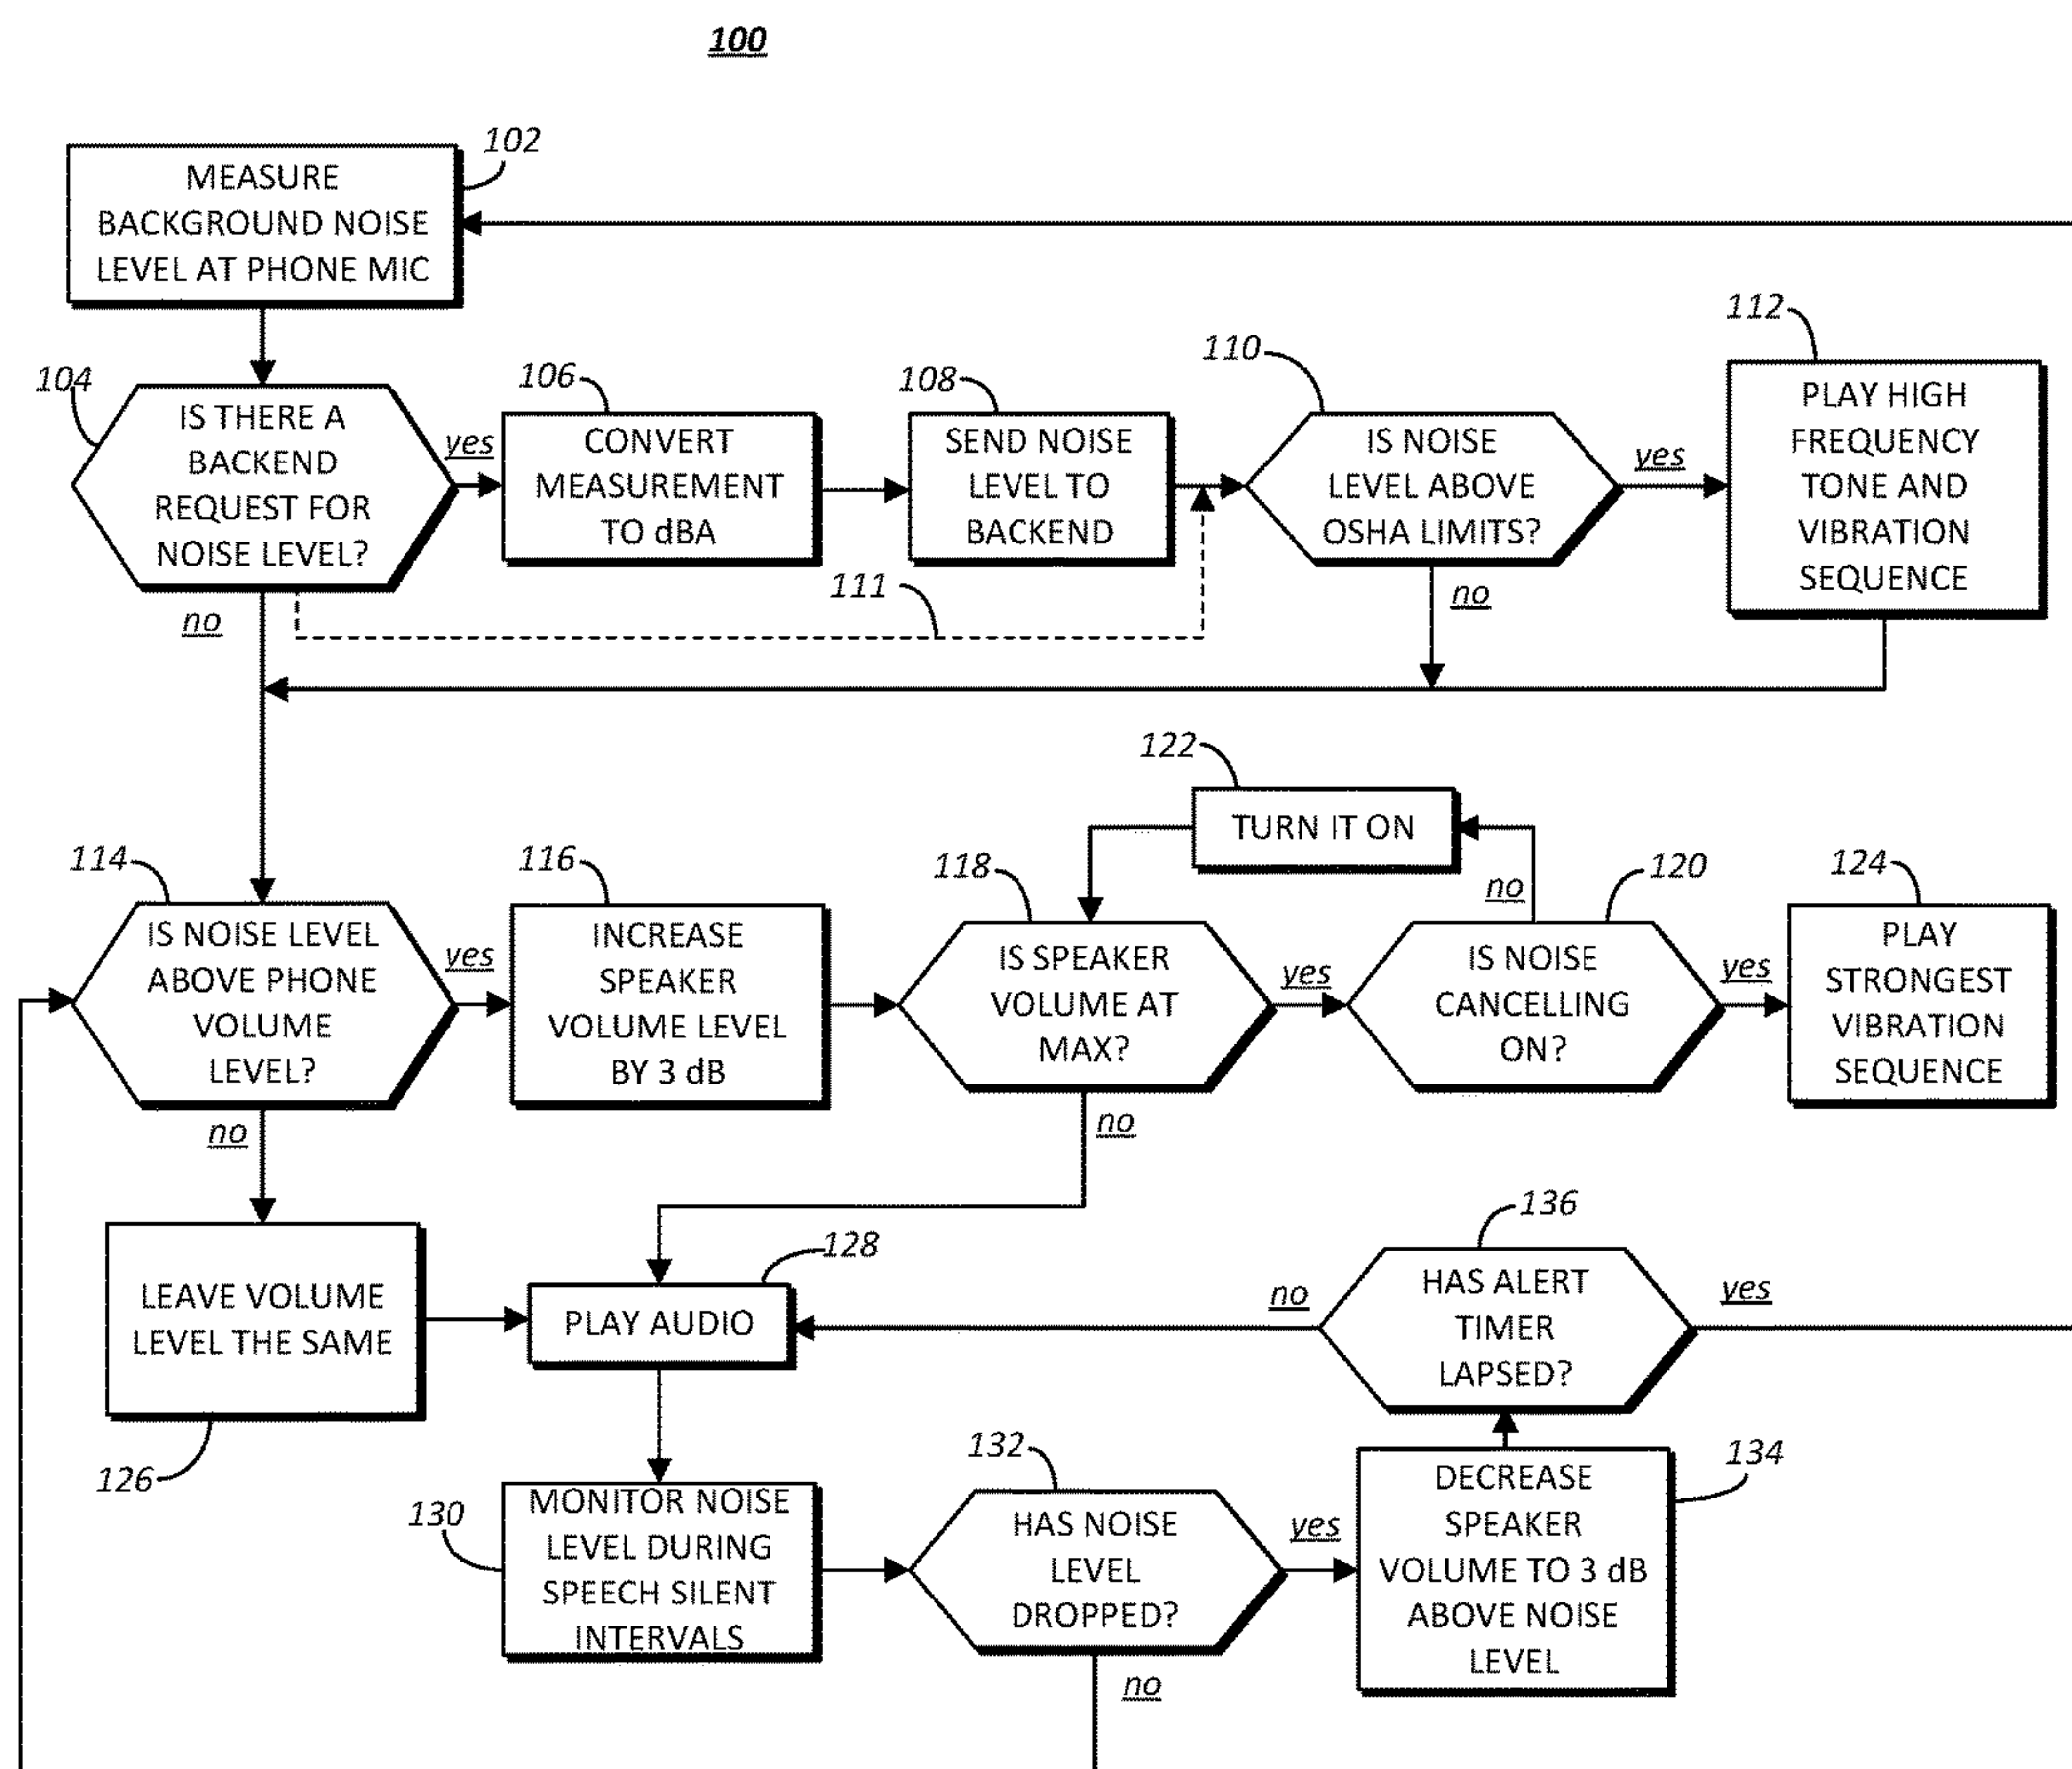 100
102
MEASURE
BACKGROUND NOISE
LEVEL AT PHONE MIC
104
IS THERE A
BACKEND
REQUEST FOR
NOISE LEVEL?
yes
no
106
CONVERT
MEASUREMENT
TO dBA
108
SEND NOISE
LEVEL TO
BACKEND
111
110
IS NOISE
LEVEL ABOVE
OSHA LIMITS?
yes
no
112
PLAY HIGH
FREQUENCY
TONE AND
VIBRATION
SEQUENCE
114
IS NOISE LEVEL
ABOVE PHONE
VOLUME
LEVEL?
yes
no
116
INCREASE
SPEAKER
VOLUME LEVEL
BY 3 dB
118
IS SPEAKER
VOLUME AT
MAX?
yes
no
122
TURN IT ON
no
120
IS NOISE
CANCELLING
ON?
yes
124
PLAY
STRONGEST
VIBRATION
SEQUENCE
LEAVE VOLUME
LEVEL THE SAME
126
128
PLAY AUDIO
136
HAS ALERT
TIMER
LAPSED?
no
yes
130
MONITOR NOISE
LEVEL DURING
SPEECH SILENT
INTERVALS
132
HAS NOISE
LEVEL
DROPPED?
yes
no
134
DECREASE
SPEAKER
VOLUME TO 3 dB
ABOVE NOISE
LEVEL